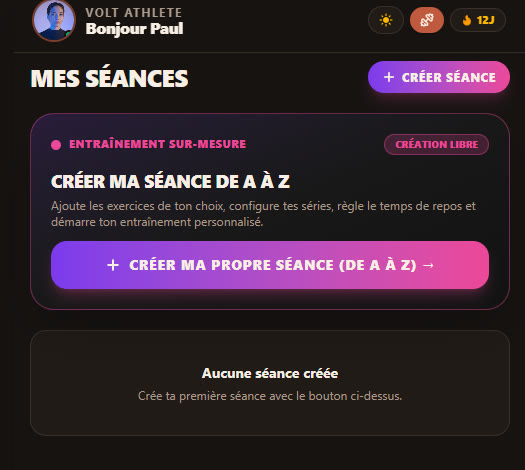 VOLT ATHLETE
Bonjour Paul
12J
MES SÉANCES
+ CRÉER SÉANCE
ENTRAÎNEMENT SUR-MESURE
CRÉATION LIBRE
CRÉER MA SÉANCE DE A À Z
Ajoute les exercices de ton choix, configure tes séries, règle le temps de repos et
démarre ton entraînement personnalisé.
+ CRÉER MA PROPRE SÉANCE (DE A À Z) →
Aucune séance créée
Crée ta première séance avec le bouton ci-dessus.